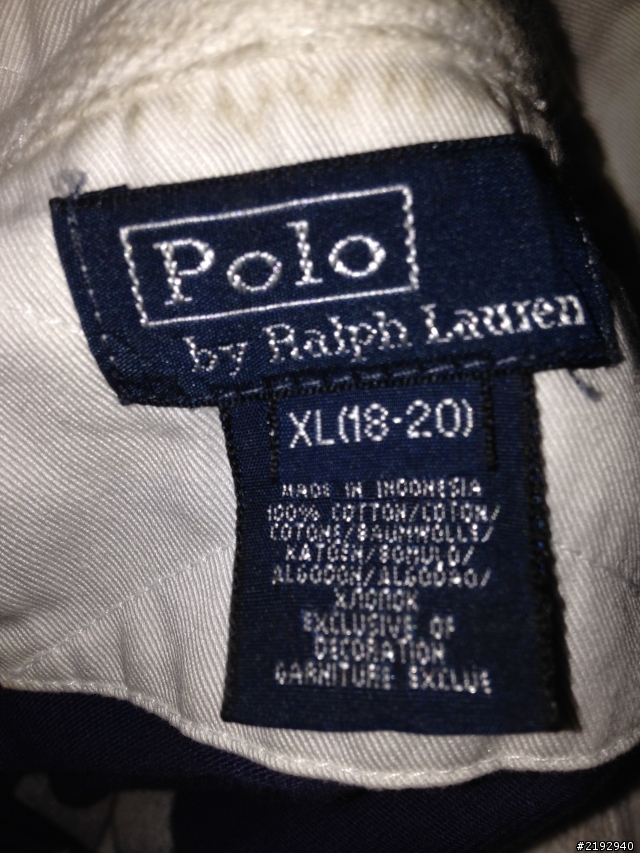 Polo
by Ralph Lauren
XL(18-20)
MADE IN INDONESIA
100% COTTON/COTON/
COTONE/BAUMWOLLE/
KATOEN/BOMULD/
ALGODON/ALGODAO/
ХЛОПОК
EXCLUSIVE OF
DECORATION
GARNITURE EXCLUE
#2192940